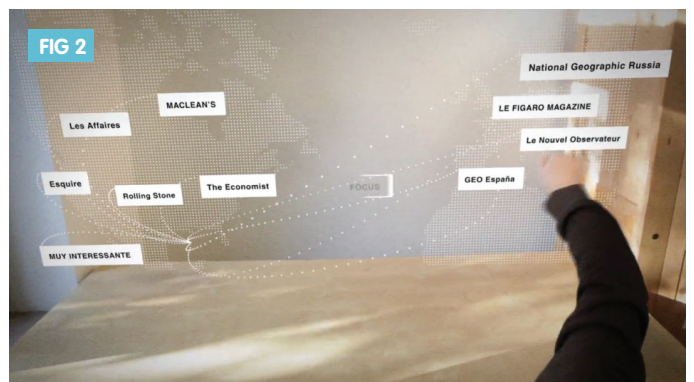 FIG 2
National Geographic Russia
MACLEAN'S
LE FIGARO MAGAZINE
Les Affaires
Le Nouvel Observateur
Esquire
Rolling Stone
The Economist
FOCUS
GEO España
MUY INTERESSANTE